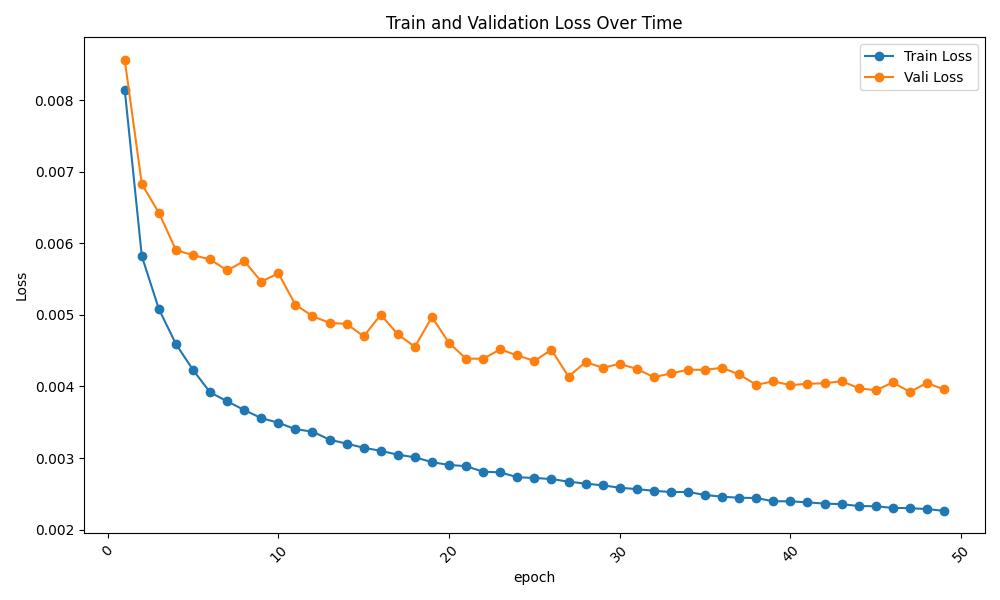 Train and Validation Loss Over Time
Train Loss
Vali Loss
0.008
0.007
0.006
0.005
0.004
0.003
0.002
Loss
0
10
20
30
40
50
epoch